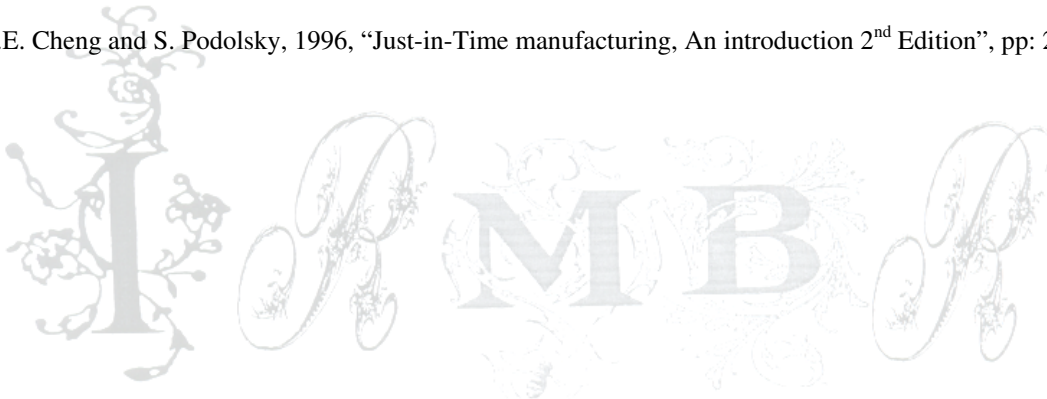 .E. Cheng and S. Podolsky, 1996, “Just-in-Time manufacturing, An introduction 2nd Edition”, pp: 2
I R M B R